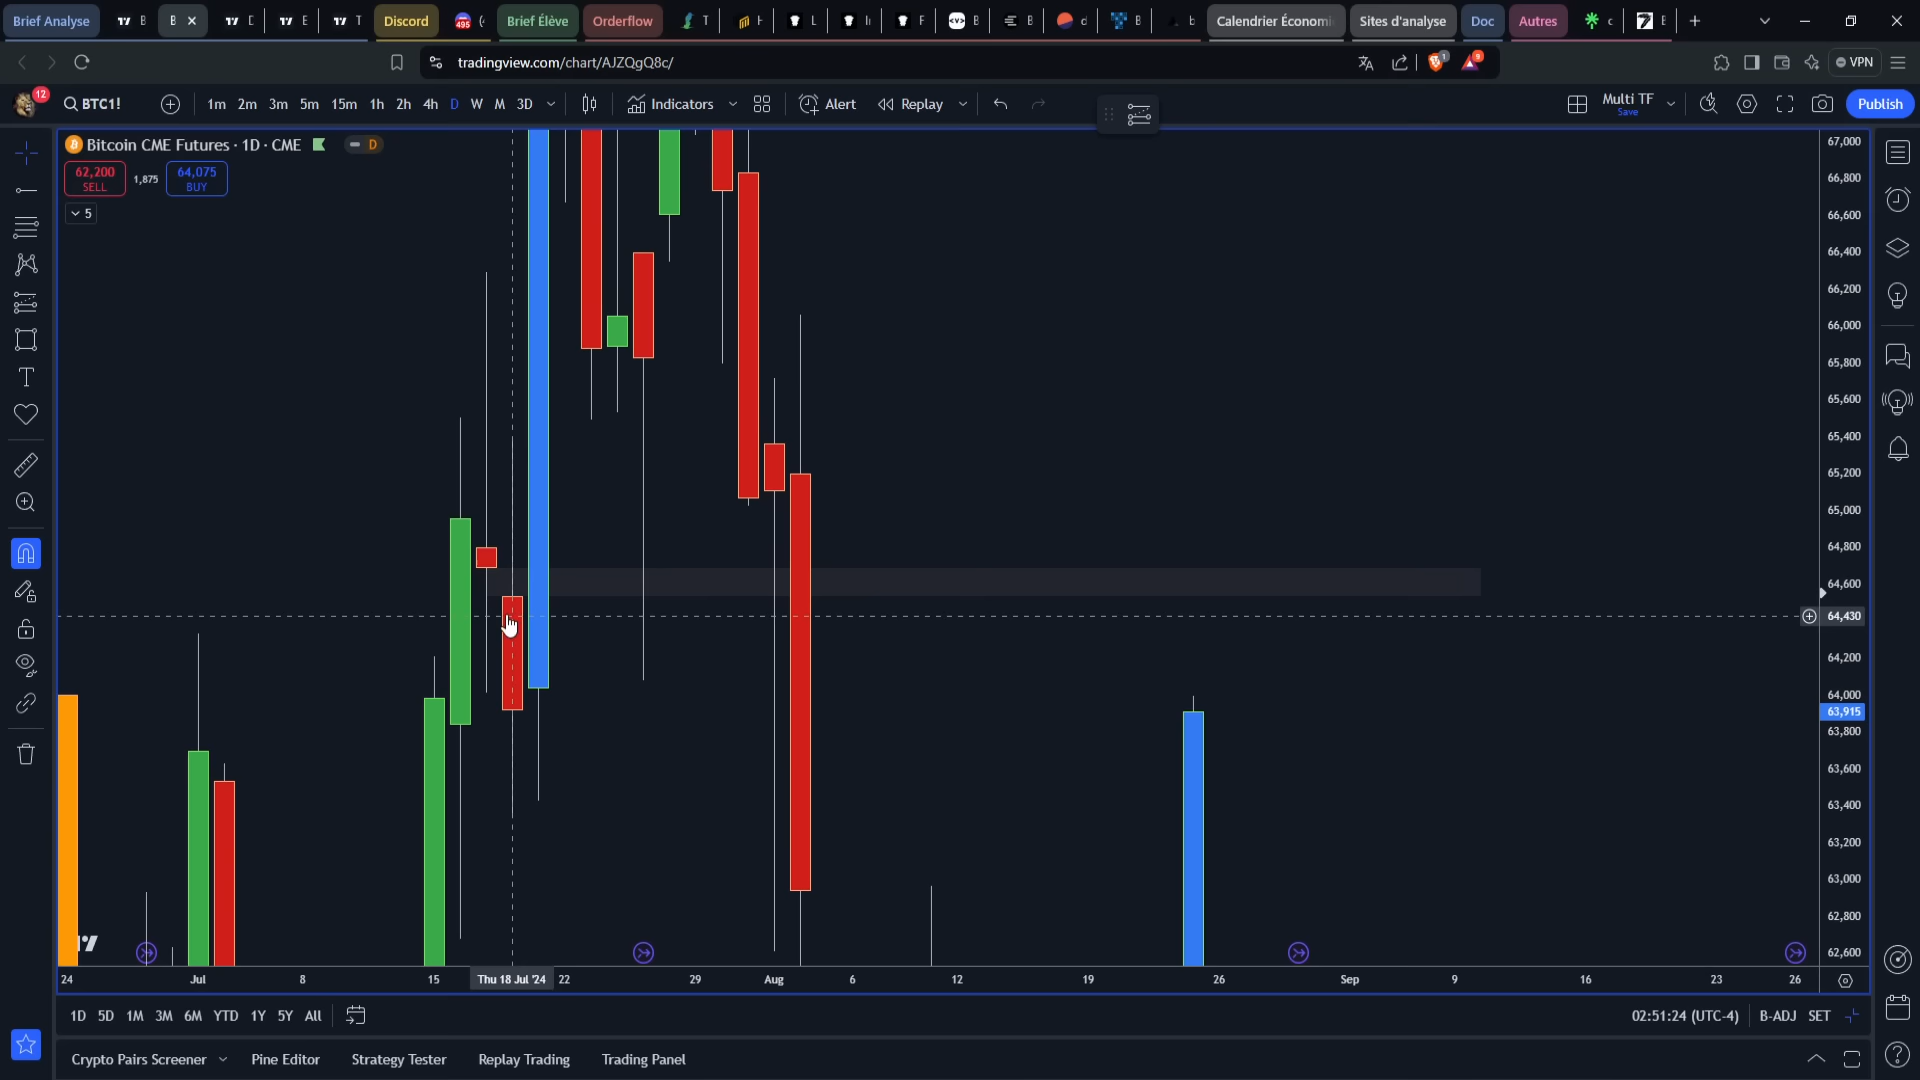 Brief Analyse
B
B
E
T
Discord
495
Brief Élève
Orderflow
T
Calendrier Économi
Sites d'analyse
Doc
Autres
tradingview.com/chart/AJZQgQ8c/
1
9
VPN
12
BTC1!
1m 2m 3m 5m 15m 1h 2h 4h D W M 3D
Indicators
Alert
Replay
Multi TF
Save
Publish
Bitcoin CME Futures · 1D · CME
D
62,200
SELL
1,875
64,075
BUY
5
67,000
66,800
66,600
66,400
66,200
66,000
65,800
65,600
65,400
65,200
65,000
64,800
64,600
64,430
64,200
64,000
63,915
63,800
63,600
63,400
63,200
63,000
62,800
62,600
24 Jul 8 15 Thu 18 Jul '24 22 29 Aug 6 12 19 26 Sep 9 16 23 26
1D 5D 1M 3M 6M YTD 1Y 5Y All
02:51:24 (UTC-4) B-ADJ SET
Crypto Pairs Screener Pine Editor Strategy Tester Replay Trading Trading Panel